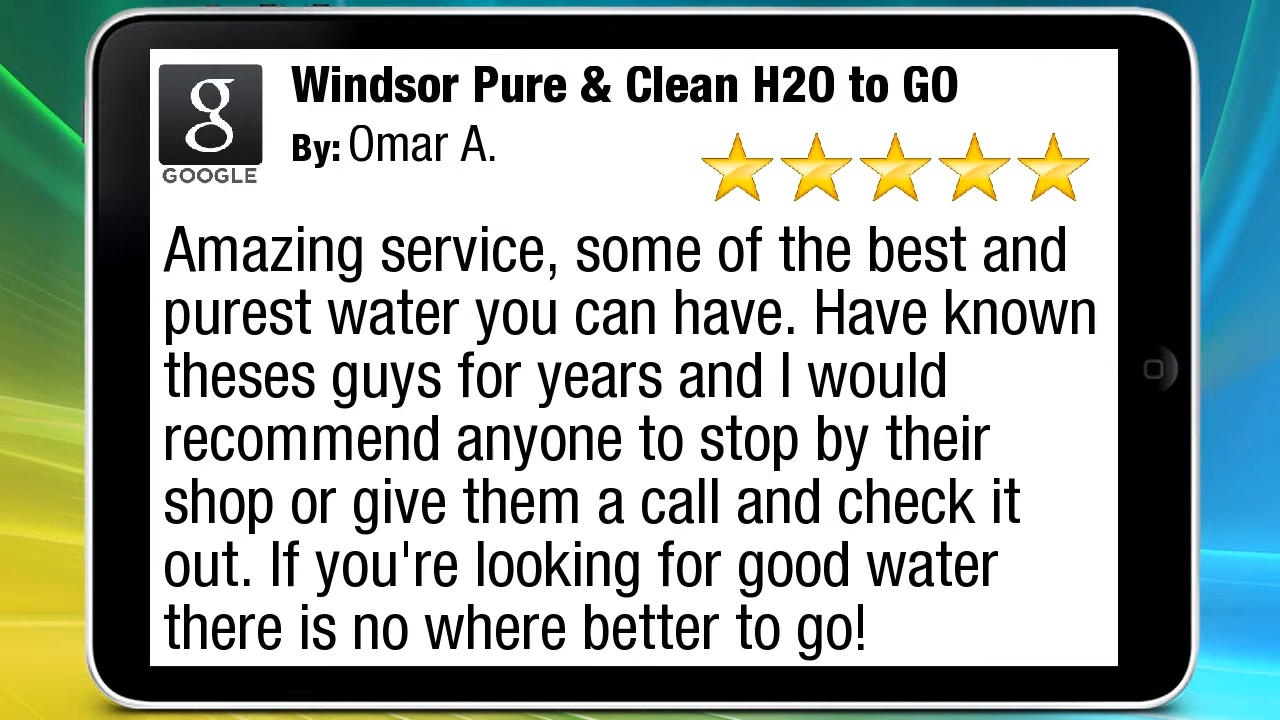 g
GOOGLE
Windsor Pure & Clean H2O to GO
By: Omar A.
Amazing service, some of the best and
purest water you can have. Have known
theses guys for years and I would
recommend anyone to stop by their
shop or give them a call and check it
out. If you're looking for good water
there is no where better to go!